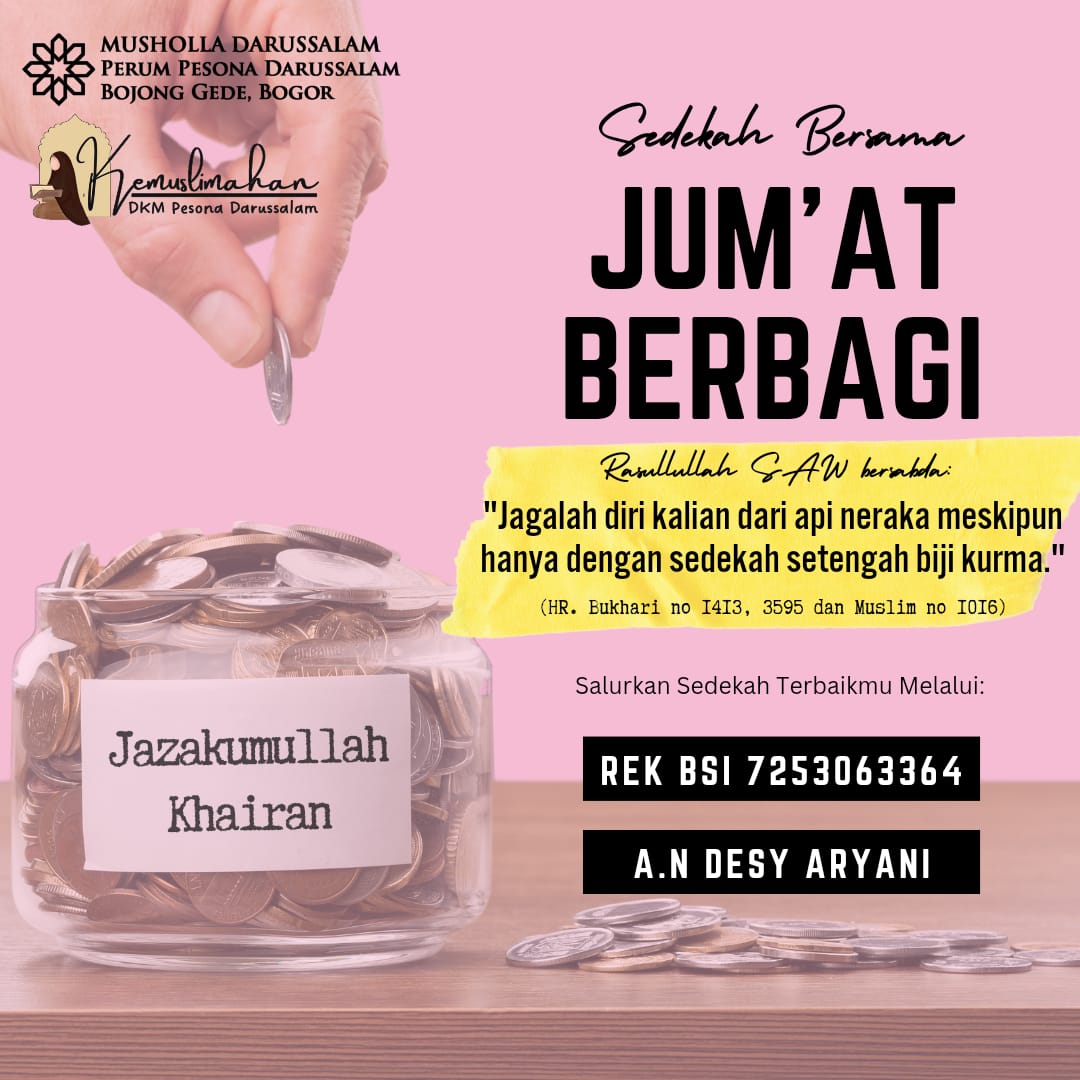 MUSHOLLA DARUSSALAM
PERUM PESONA DARUSSALAM
BOJONG GEDE, BOGOR
Kemuslimahan
DKM Pesona Darussalam
Sedekah Bersama
JUM'AT
BERBAGI
Rasullullah SAW bersabda:
"Jagalah diri kalian dari api neraka meskipun
hanya dengan sedekah setengah biji kurma."
(HR. Bukhari no 1413, 3595 dan Muslim no 1016)
Salurkan Sedekah Terbaikmu Melalui:
REK BSI 7253063364
A.N DESY ARYANI
Jazakumullah
Khairan